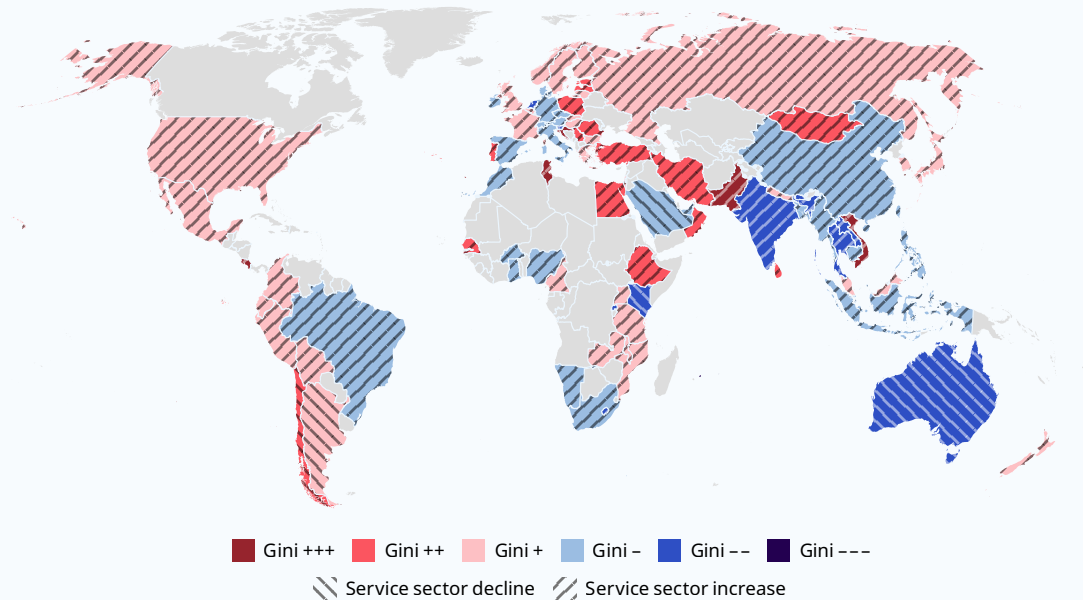 Gini +++ Gini ++ Gini + Gini – Gini – – Gini – – –
Service sector decline Service sector increase